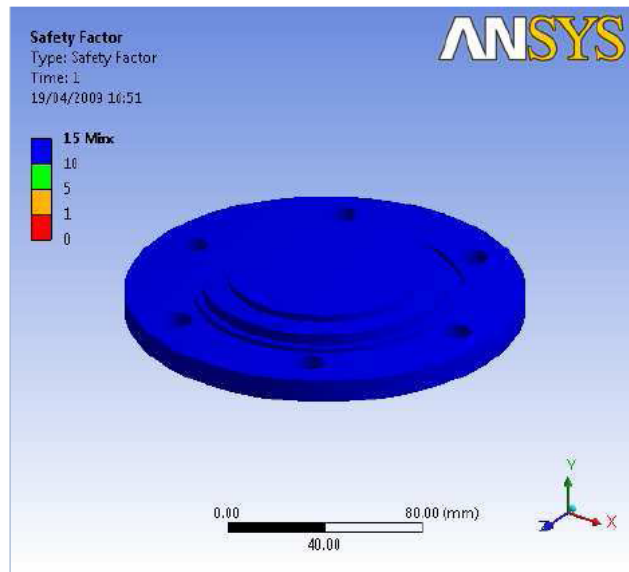 Safety Factor
Type: Safety Factor
Time: 1
19/04/2009 16:51
ANSYS
15 Minx
10
5
1
0
0.00 80.00 (mm)
40.00
Y
X
Z